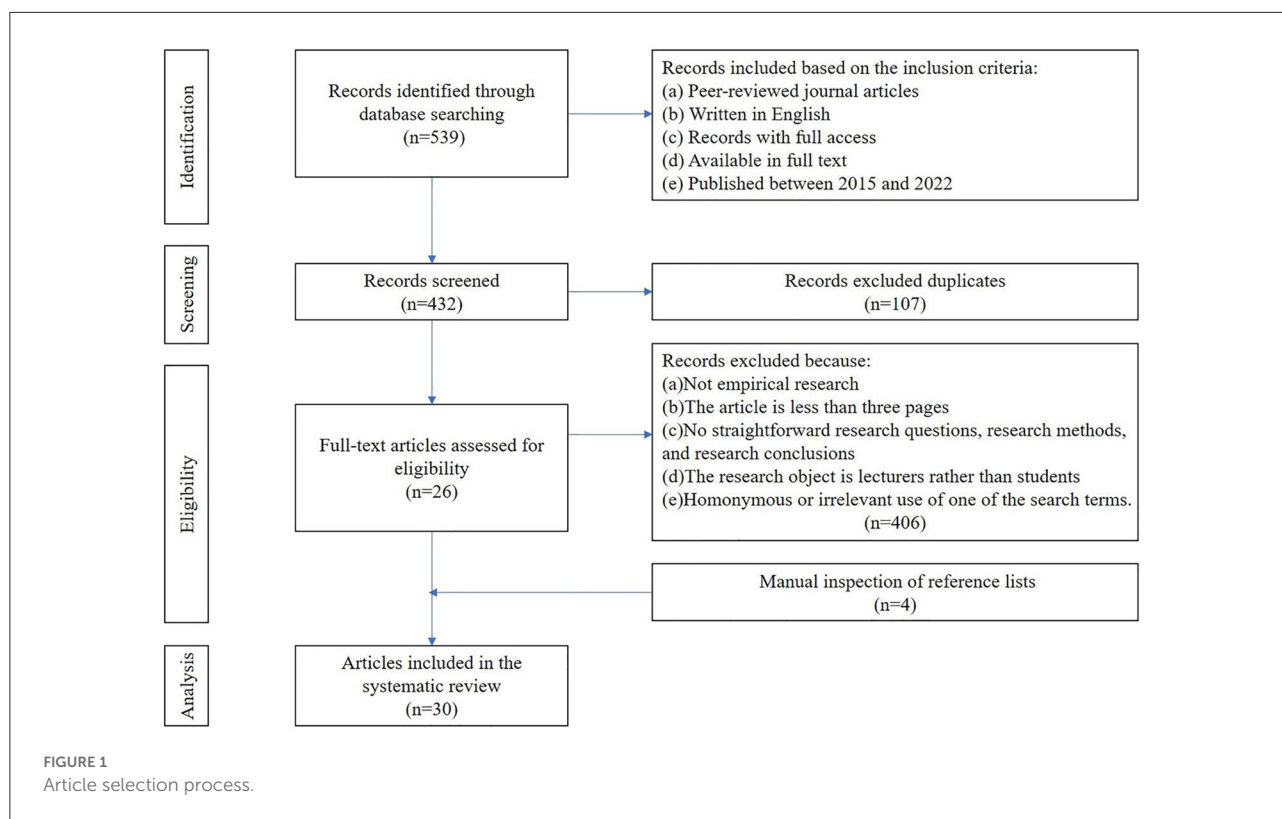 Identification
Records identified through
database searching
(n=539)
Records included based on the inclusion criteria:
(a) Peer-reviewed journal articles
(b) Written in English
(c) Records with full access
(d) Available in full text
(e) Published between 2015 and 2022
Screening
Records screened
(n=432)
Records excluded duplicates
(n=107)
Eligibility
Full-text articles assessed for
eligibility
(n=26)
Records excluded because:
(a)Not empirical research
(b)The article is less than three pages
(c)No straightforward research questions, research methods,
and research conclusions
(d)The research object is lecturers rather than students
(e)Homonymous or irrelevant use of one of the search terms.
(n=406)
Manual inspection of reference lists
(n=4)
Analysis
Articles included in the
systematic review
(n=30)
FIGURE 1
Article selection process.